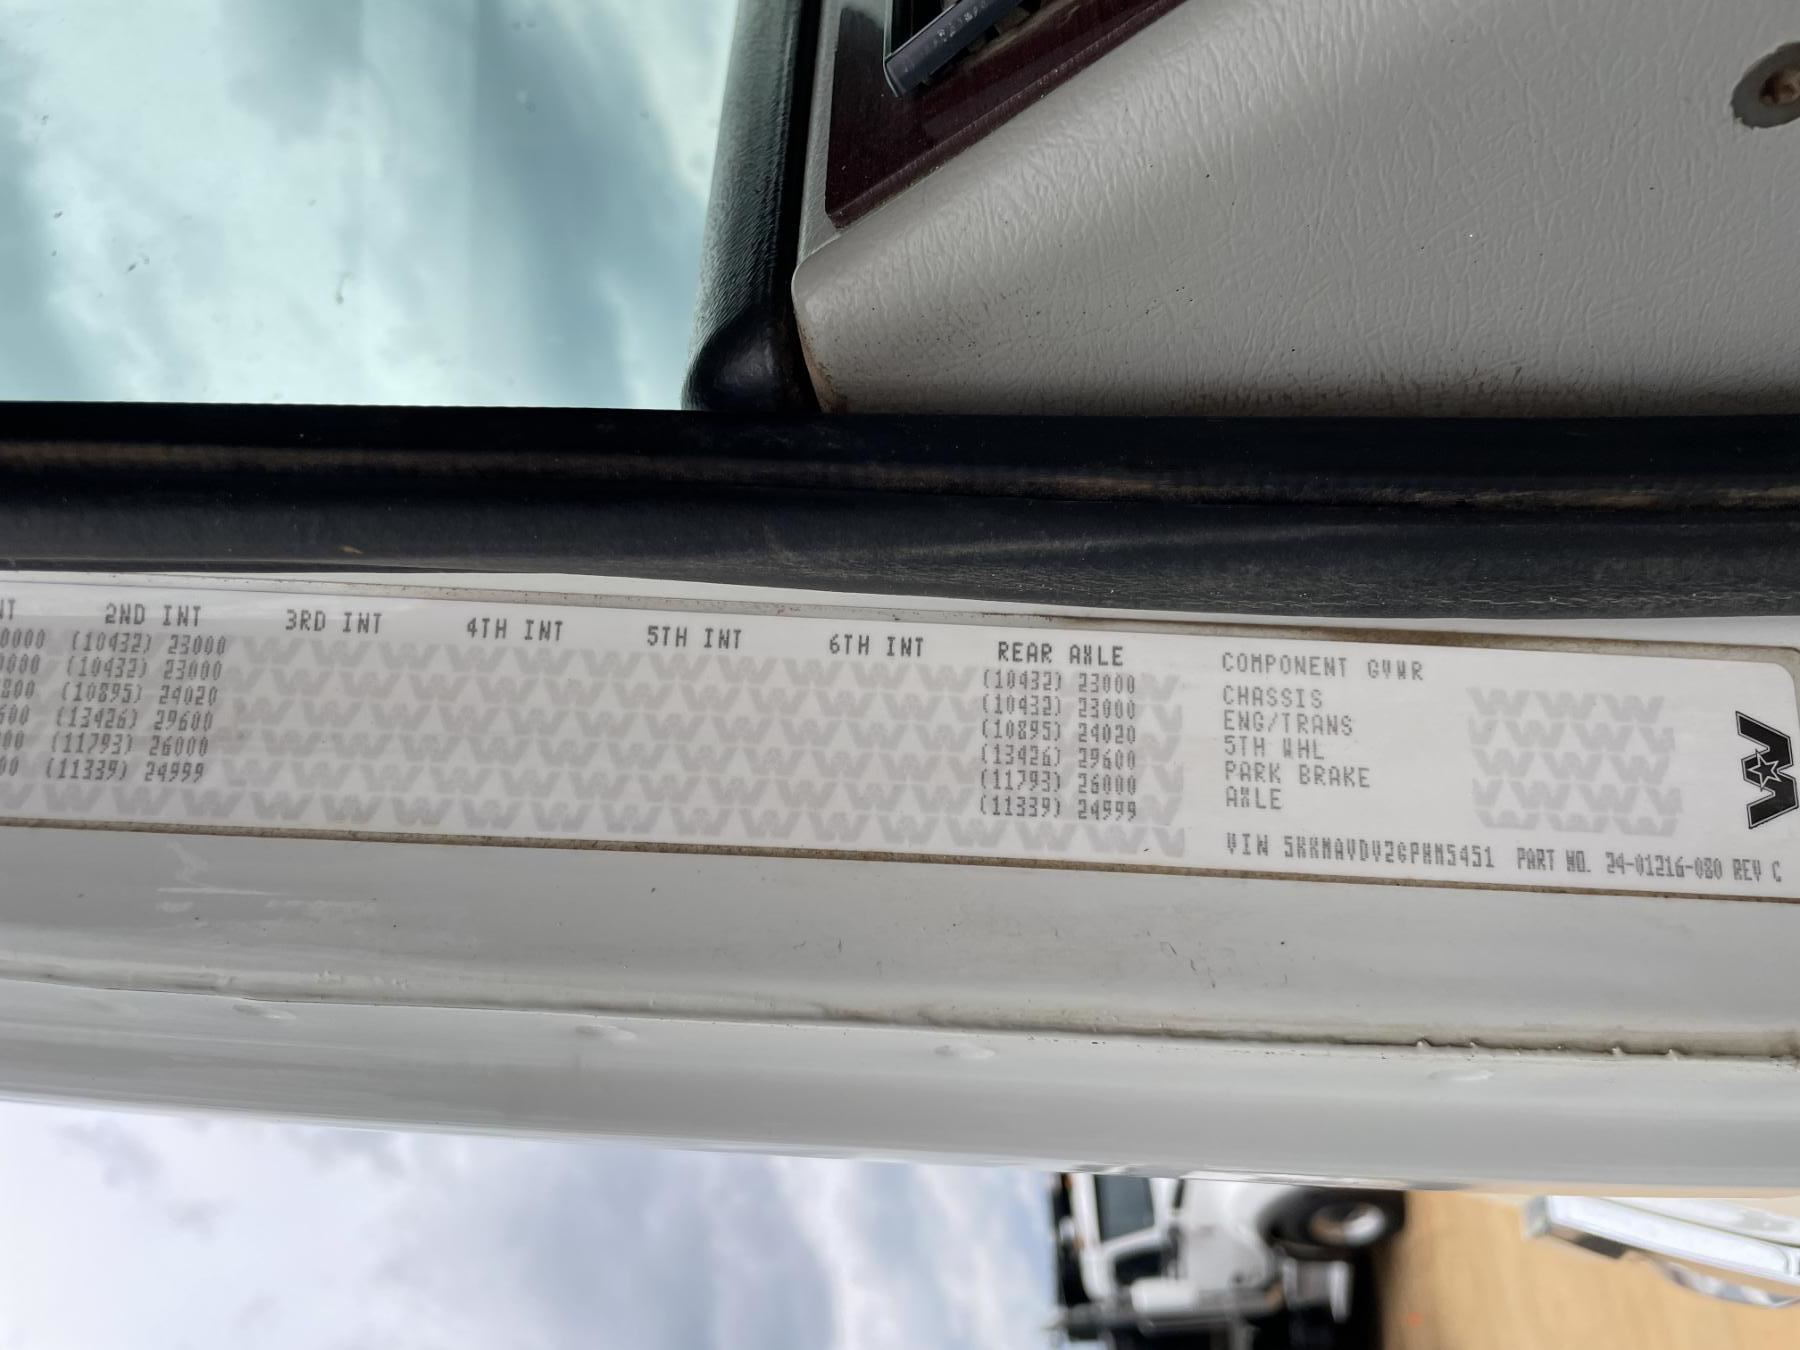 2ND INT 3RD INT 4TH INT 5TH INT 6TH INT REAR AXLE COMPONENT GVWR
(10432) 23000 (10432) 23000 CHASSIS
(10432) 23000 (10432) 23000 ENG/TRANS
(10895) 24020 (10895) 24020 5TH WHL
(13426) 29600 (13426) 29600 PARK BRAKE
(11793) 26000 (11793) 26000 AXLE
(11339) 24999 (11339) 24999
VIN 5KKMAVDV2GPHM5451 PART NO. 24-01216-080 REV C